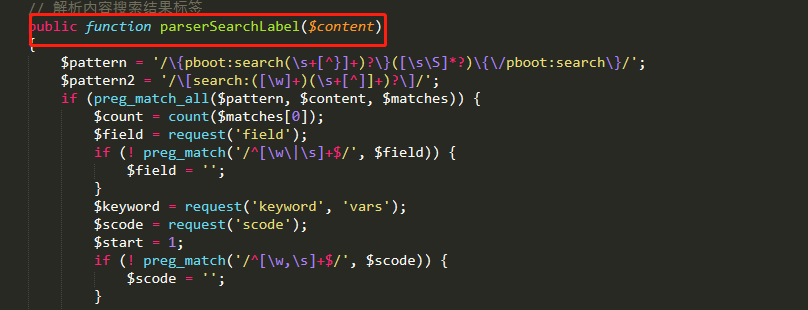 // 解析内容搜索结果标签
public function parserSearchLabel($content)
{
$pattern = '/\{pboot:search(\s+[^}]+)?\}([\s\S]*?)\{\/pboot:search\}/';
$pattern2 = '/\[search:([\w]+)(\s+[^]]+)?\]/';
if (preg_match_all($pattern, $content, $matches)) {
$count = count($matches[0]);
$field = request('field');
if (! preg_match('/^[\w\|\s]+$/', $field)) {
$field = '';
}
$keyword = request('keyword', 'vars');
$scode = request('scode');
$start = 1;
if (! preg_match('/^[\w,\s]+$/', $scode)) {
$scode = '';
}